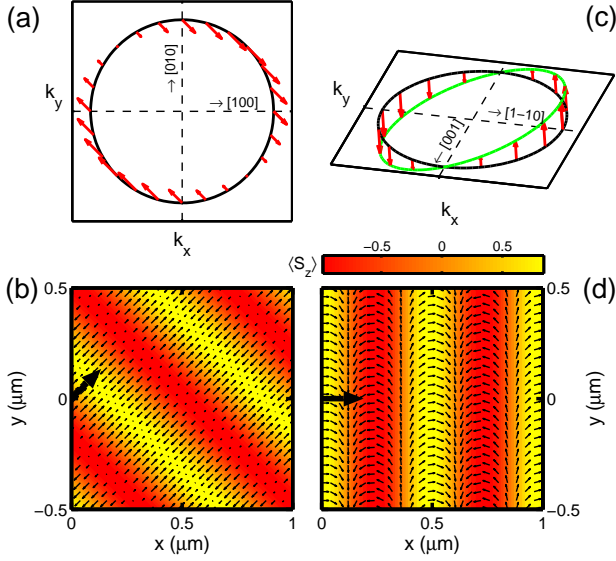 (a)
(c)
k_y
→[010]
→[100]
k_x
k_y
→[1−10]
←[001]
k_x
⟨S_z⟩
−0.5
0
0.5
(b)
(d)
0.5
0
−0.5
y (μm)
0
0.5
1
x (μm)
0
0.5
1
x (μm)
0.5
0
−0.5
y (μm)